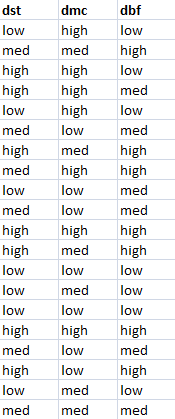 dst dmc dbf
low high low
med med high
high high low
high high med
low high low
med low med
high med high
med high high
low low med
med low med
high high high
high med high
low low low
low med low
low low low
high high high
med low med
high low high
low med low
med med med